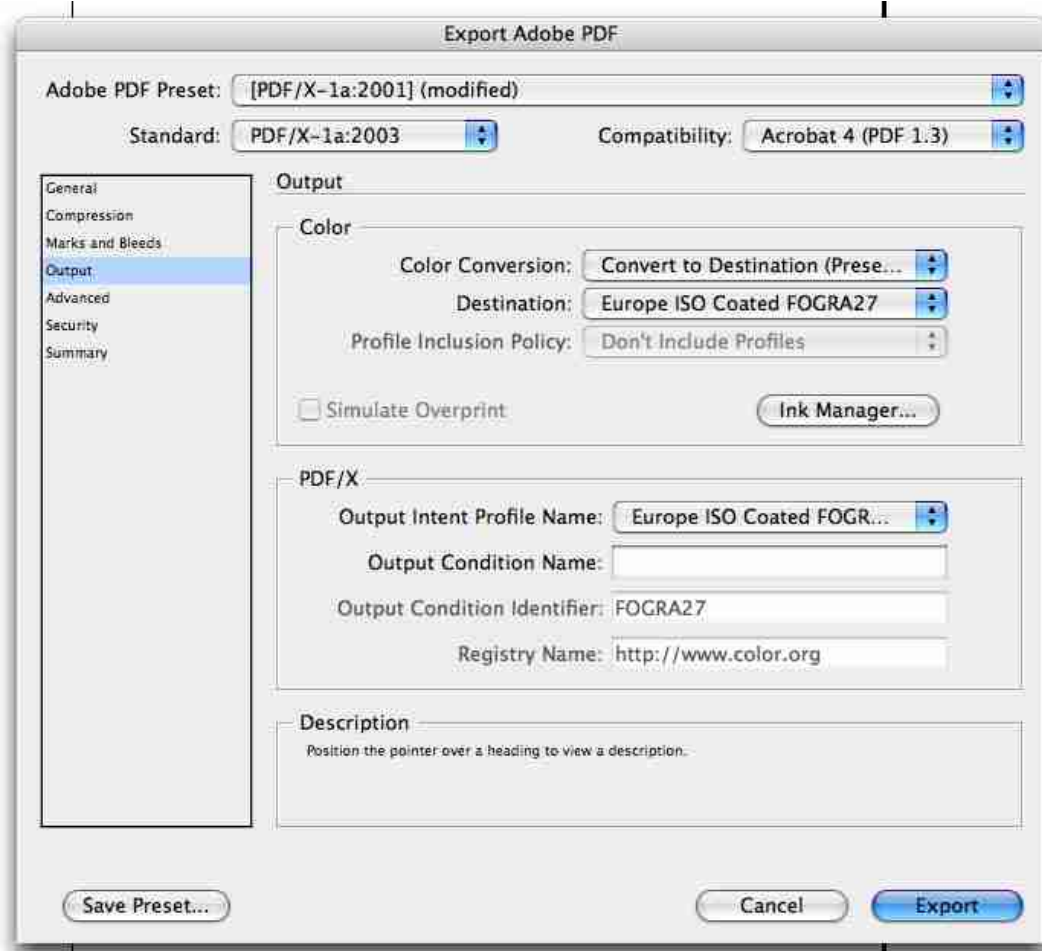 Export Adobe PDF
Adobe PDF Preset: [PDF/X-1a:2001] (modified)
Standard: PDF/X-1a:2003 Compatibility: Acrobat 4 (PDF 1.3)
General
Compression
Marks and Bleeds
Output
Advanced
Security
Summary
Output
Color
Color Conversion: Convert to Destination (Prese...
Destination: Europe ISO Coated FOGRA27
Profile Inclusion Policy: Don't Include Profiles
Simulate Overprint Ink Manager...
PDF/X
Output Intent Profile Name: Europe ISO Coated FOGR...
Output Condition Name:
Output Condition Identifier: FOGRA27
Registry Name: http://www.color.org
Description
Position the pointer over a heading to view a description.
Save Preset... Cancel Export